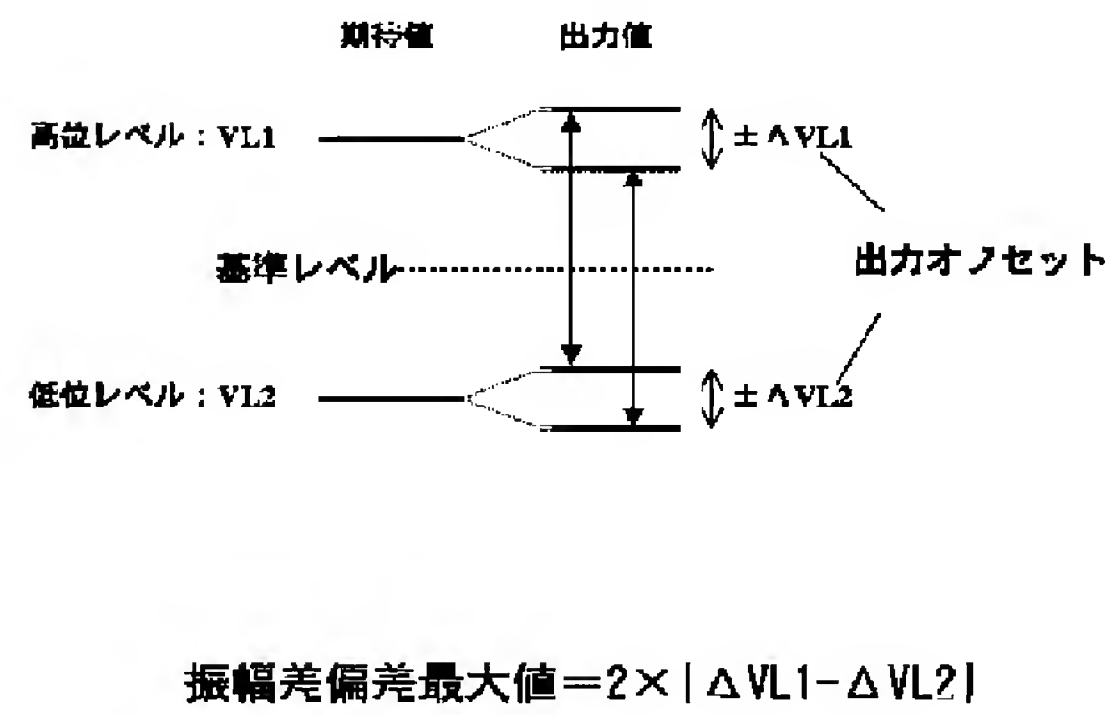 期待値 出力値
高位レベル：VL1
±ΔVL1
基準レベル
出力オフセット
低位レベル：VL2
±ΔVL2
振幅差偏差最大値＝2×|ΔVL1-ΔVL2|